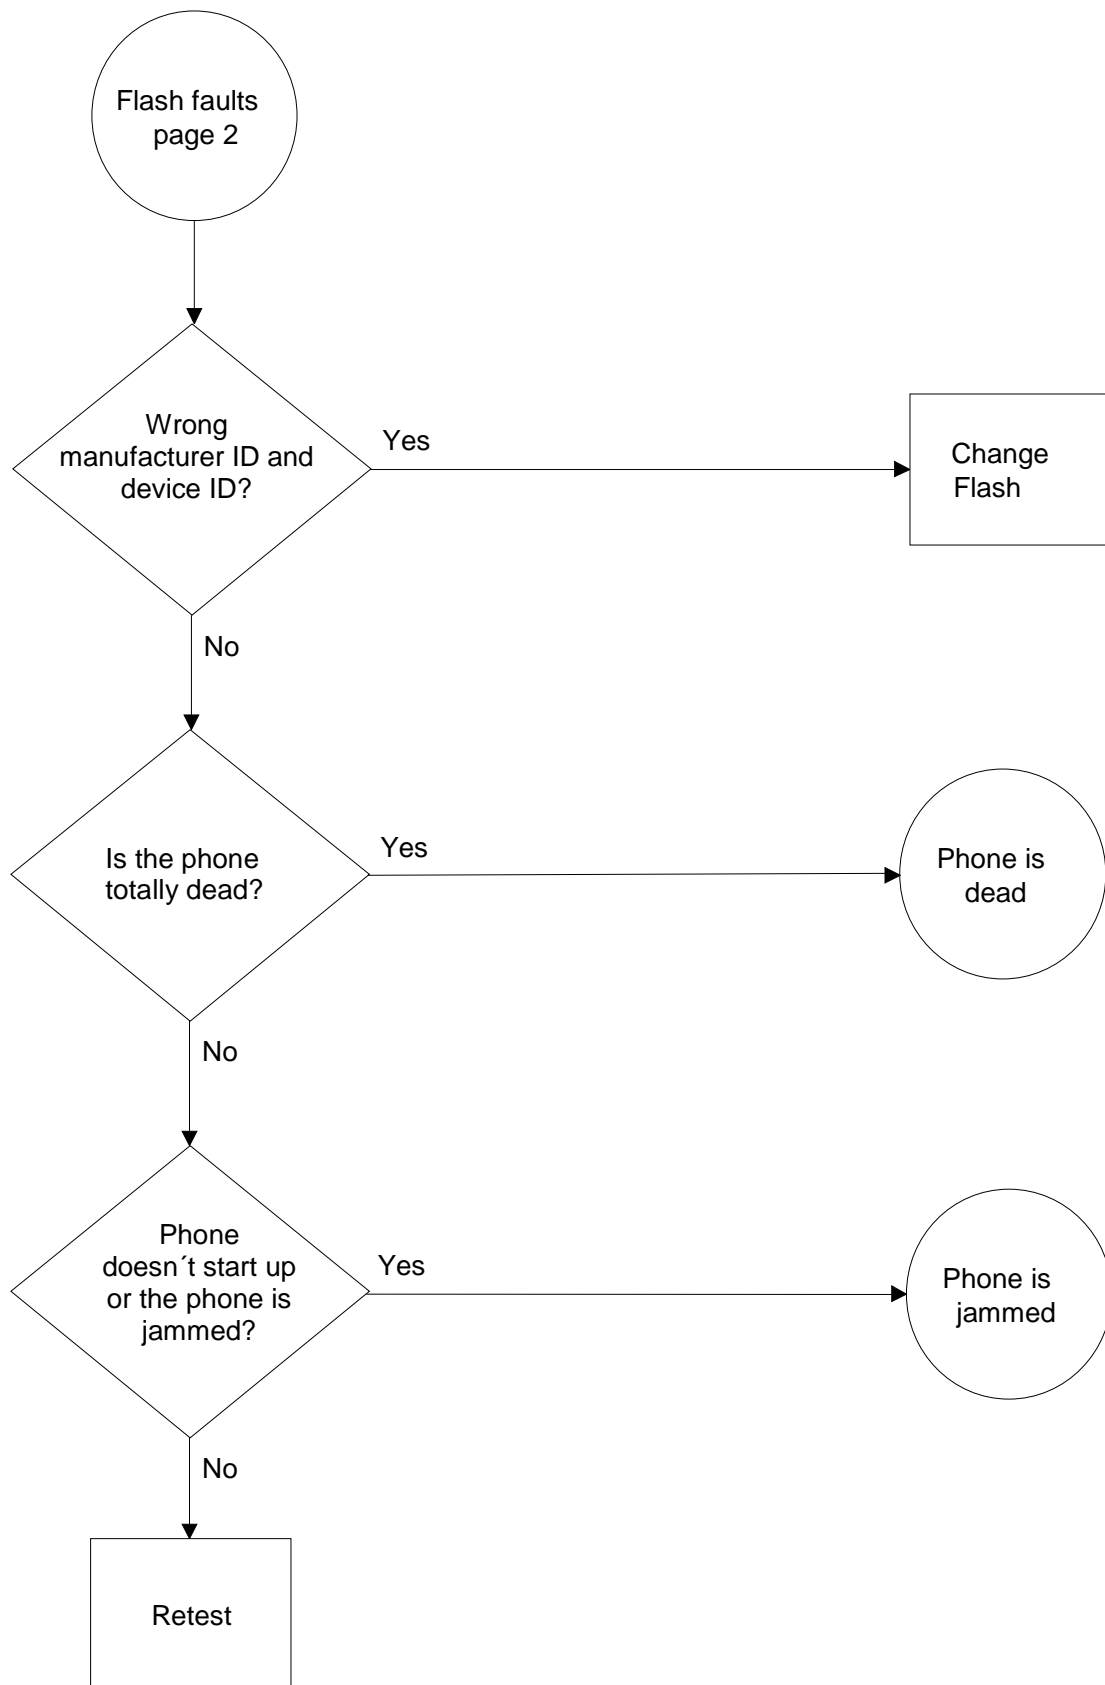 Flash faults
page 2
Wrong
manufacturer ID and
device ID?
Yes
Change
Flash
No
Is the phone
totally dead?
Yes
Phone is
dead
No
Phone
doesn´t start up
or the phone is
jammed?
Yes
Phone is
jammed
No
Retest